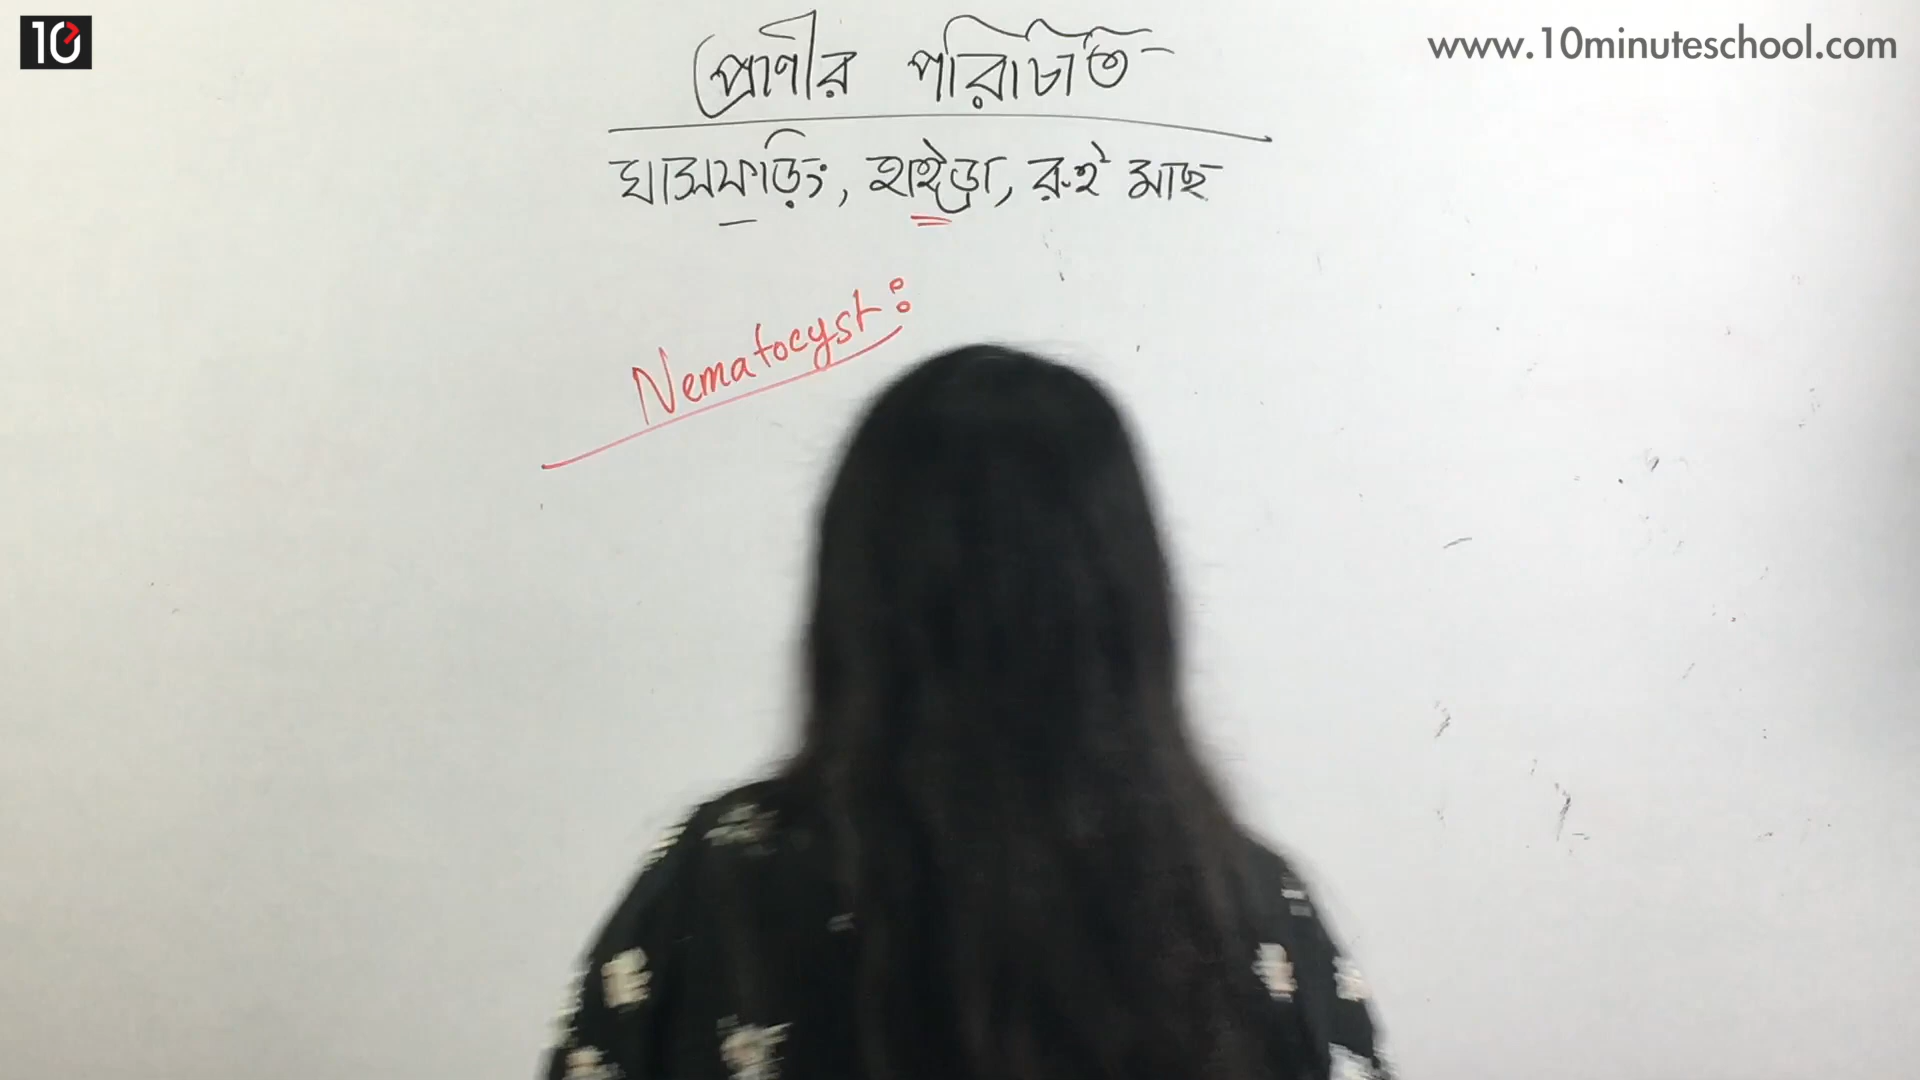 10
www.10minuteschool.com
প্রাণীর পরিচিতি
ঘাসফড়িং, হাইড্রা, রুই মাছ
Nematocyst: